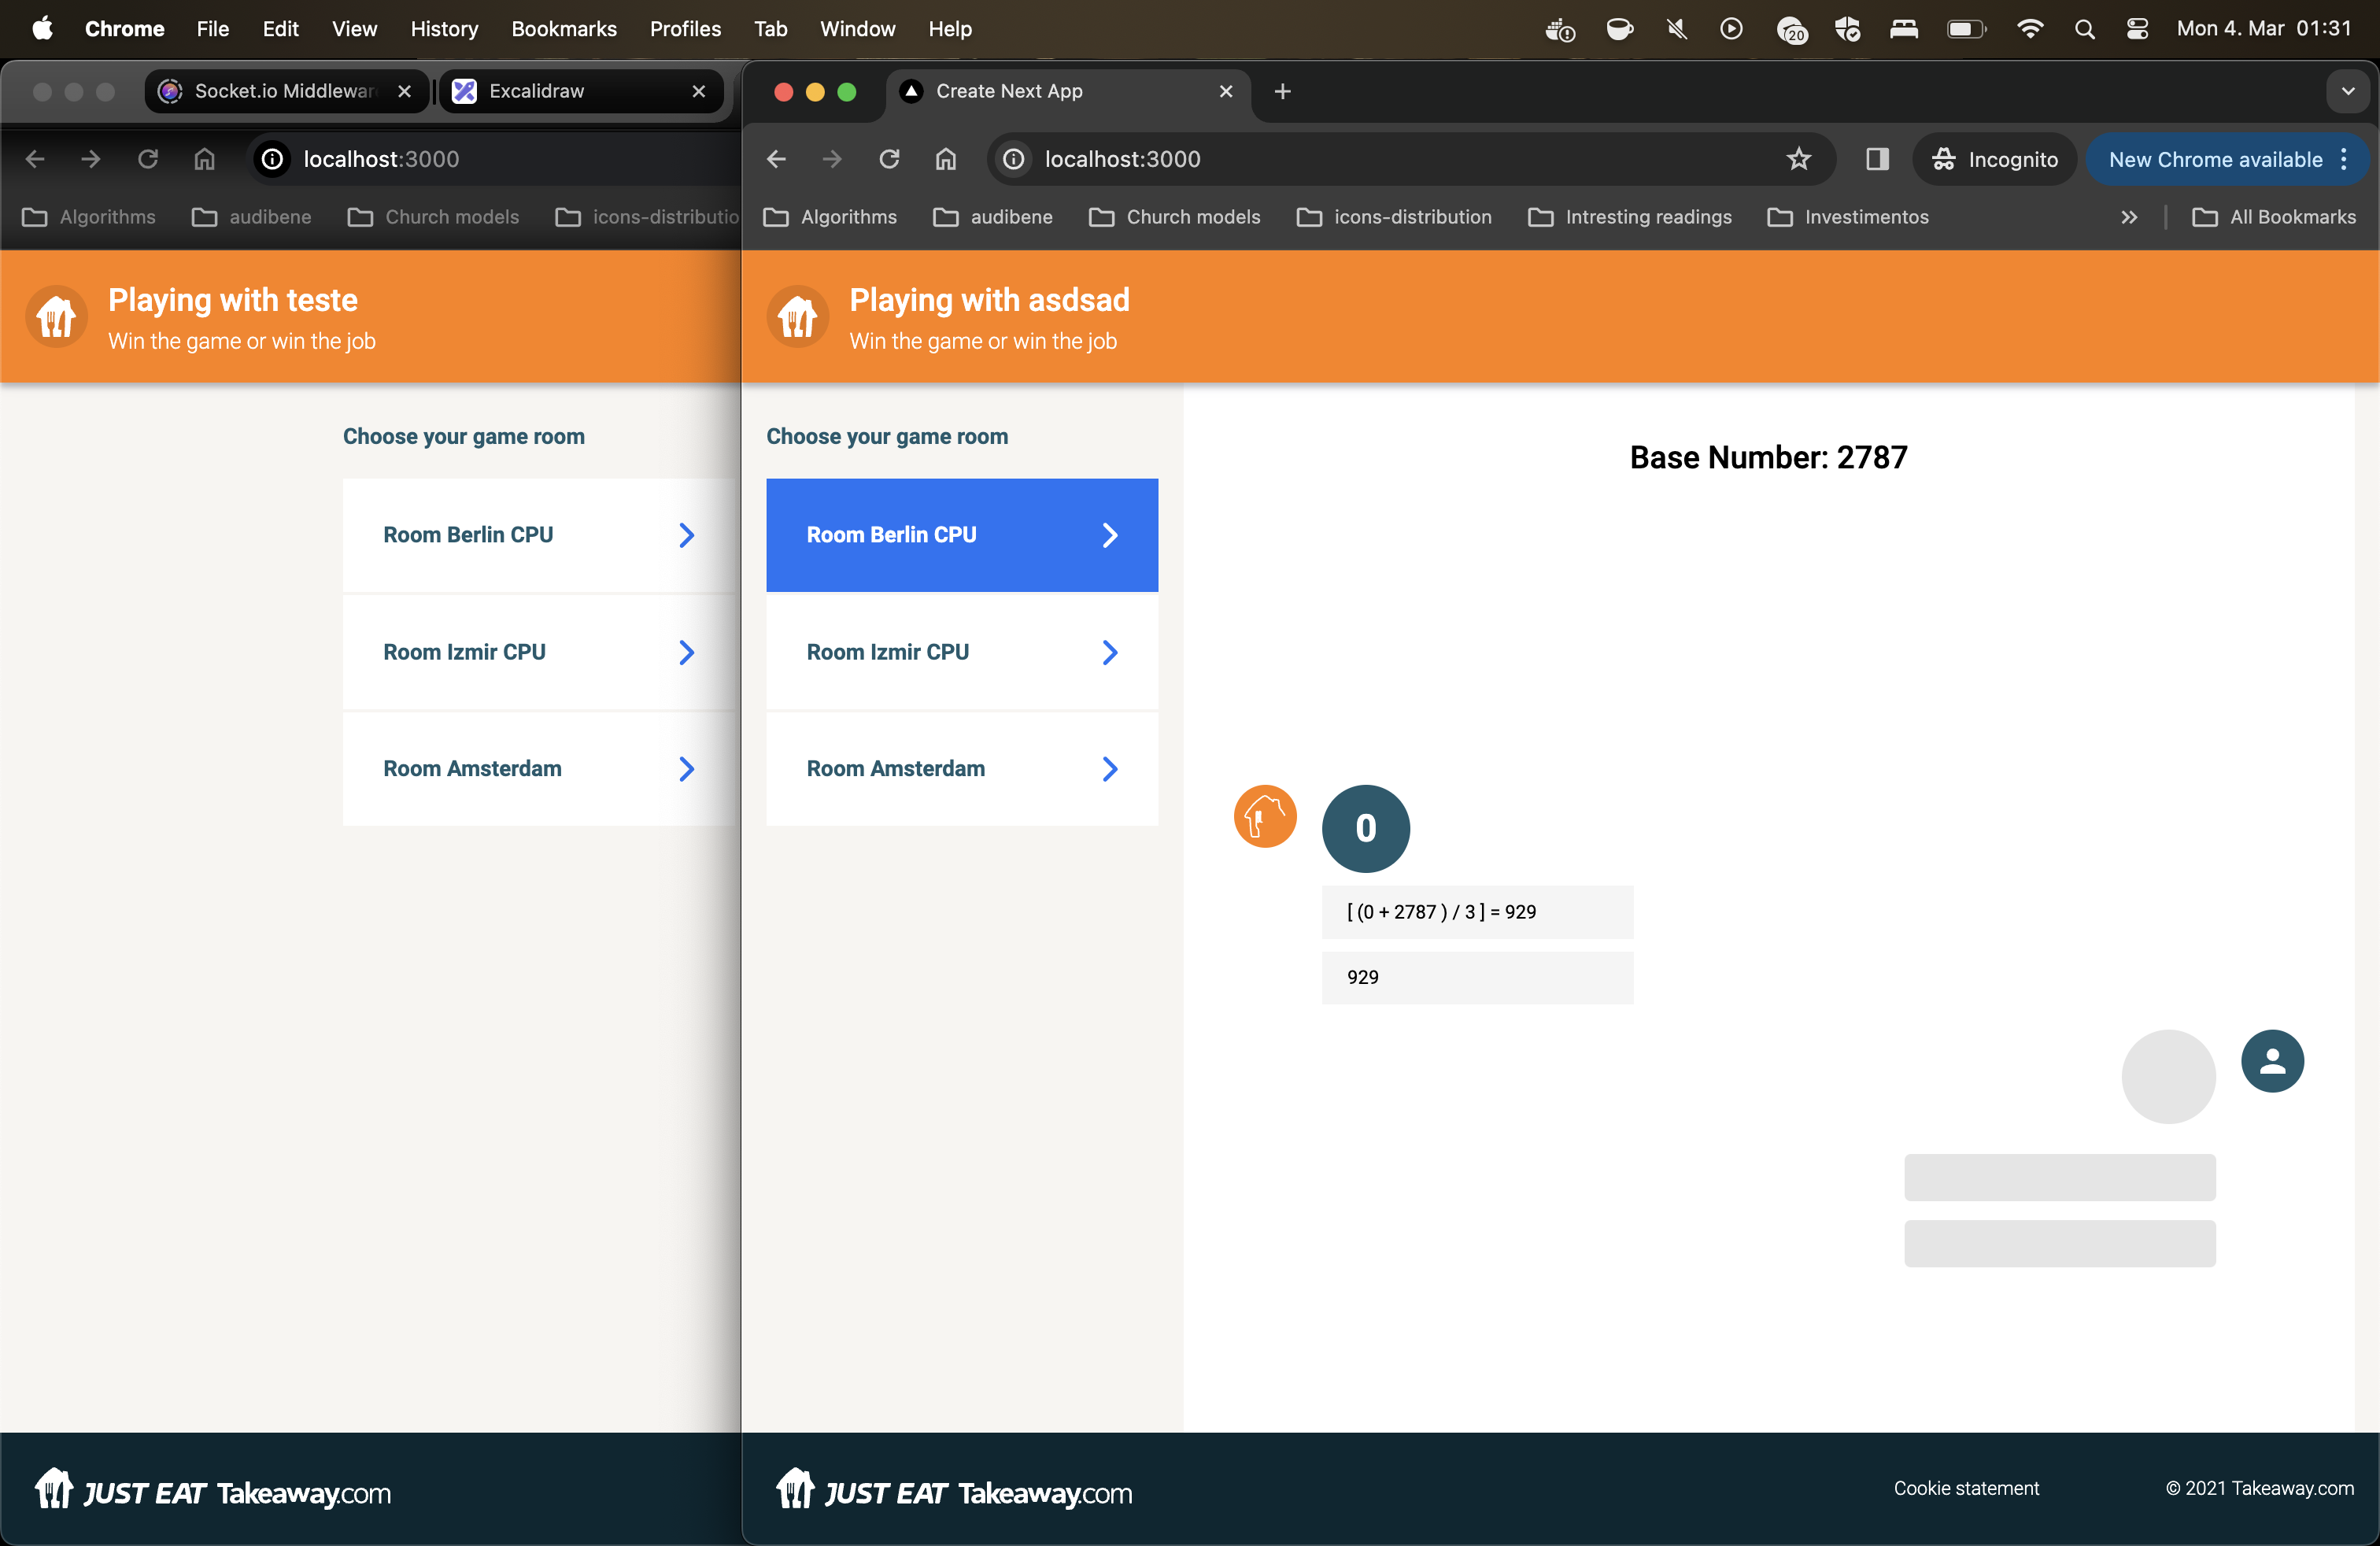 Chrome File Edit View History Bookmarks Profiles Tab Window Help 20 Mon 4. Mar 01:31
Socket.io Middlewar
Excalidraw
localhost:3000
Algorithms audibene Church models icons-distributio
Playing with teste
Win the game or win the job
Choose your game room
Room Berlin CPU
Room Izmir CPU
Room Amsterdam
JUST EAT Takeaway.com
Create Next App
localhost:3000
Incognito
New Chrome available
Algorithms audibene Church models icons-distribution Intresting readings Investimentos All Bookmarks
Playing with asdsad
Win the game or win the job
Choose your game room
Room Berlin CPU
Room Izmir CPU
Room Amsterdam
Base Number: 2787
0
[ (0 + 2787 ) / 3 ] = 929
929
JUST EAT Takeaway.com
Cookie statement
© 2021 Takeaway.com